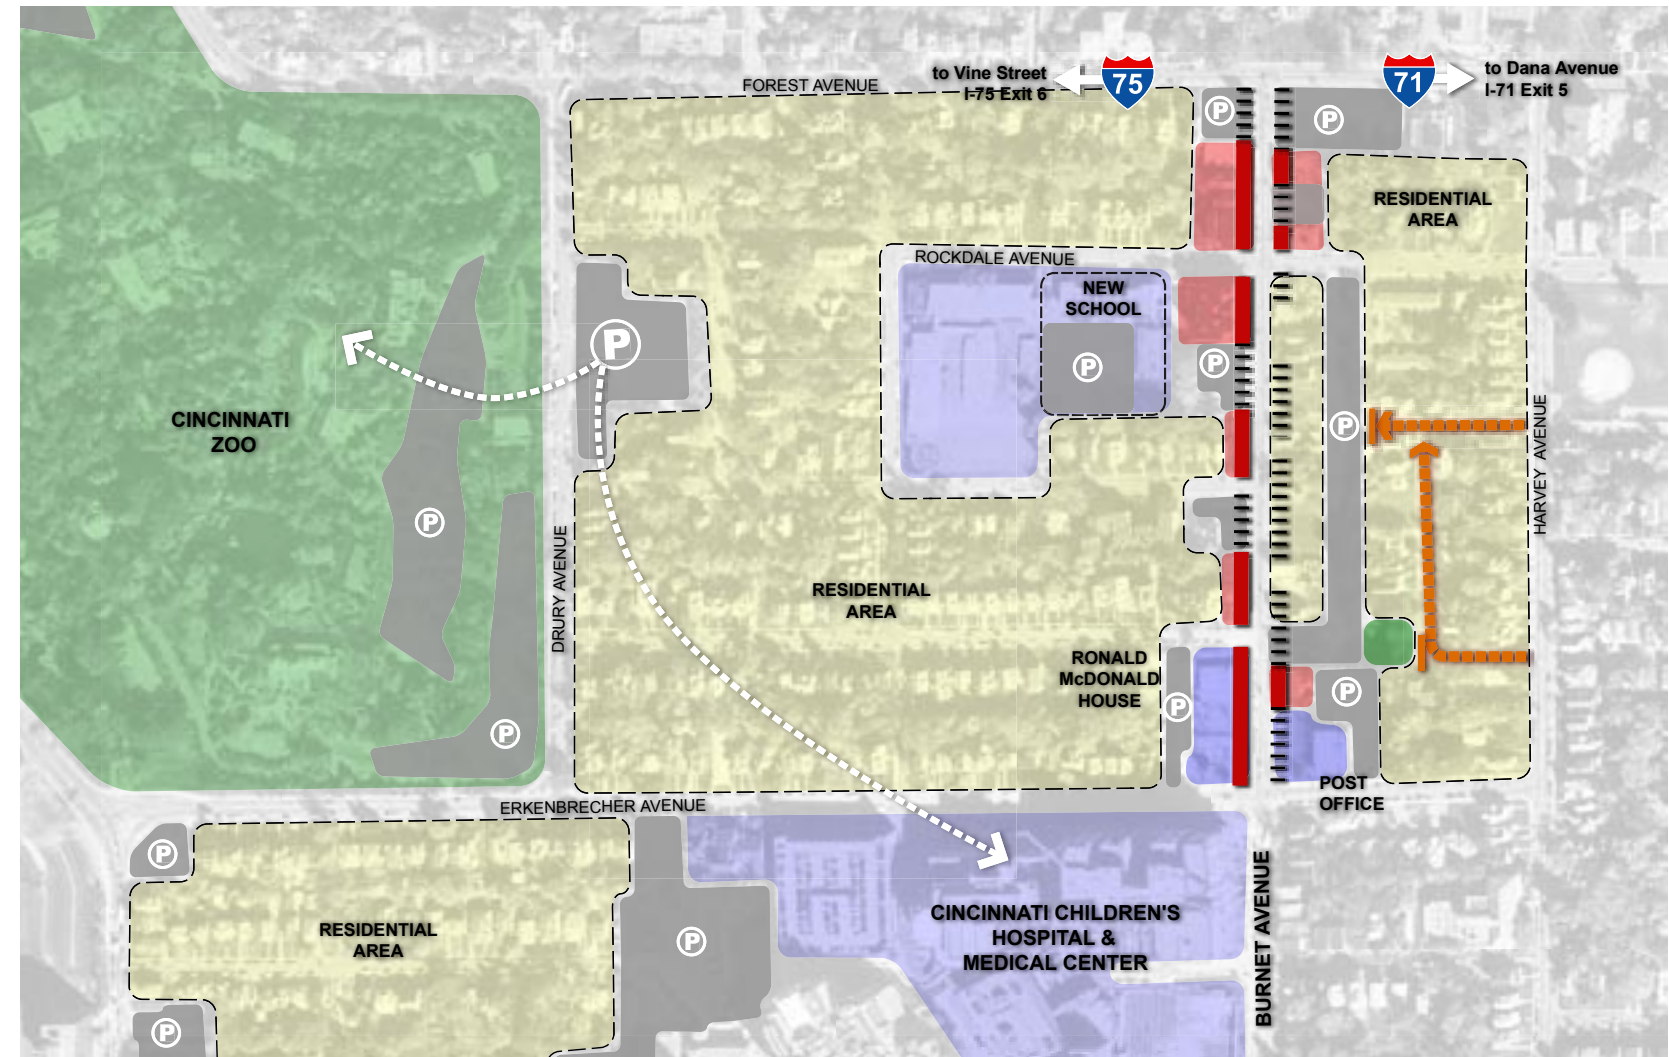 to Vine Street
I-75 Exit 6
75
71
to Dana Avenue
I-71 Exit 5
FOREST AVENUE
P
P
RESIDENTIAL
AREA
ROCKDALE AVENUE
NEW
SCHOOL
P
P
P
P
CINCINNATI
ZOO
P
HARVEY AVENUE
P
DRURY AVENUE
RESIDENTIAL
AREA
RONALD
McDONALD
HOUSE
P
P
P
POST
OFFICE
ERKENBRECHER AVENUE
P
BURNET AVENUE
CINCINNATI CHILDREN'S
HOSPITAL &
MEDICAL CENTER
RESIDENTIAL
AREA
P
P